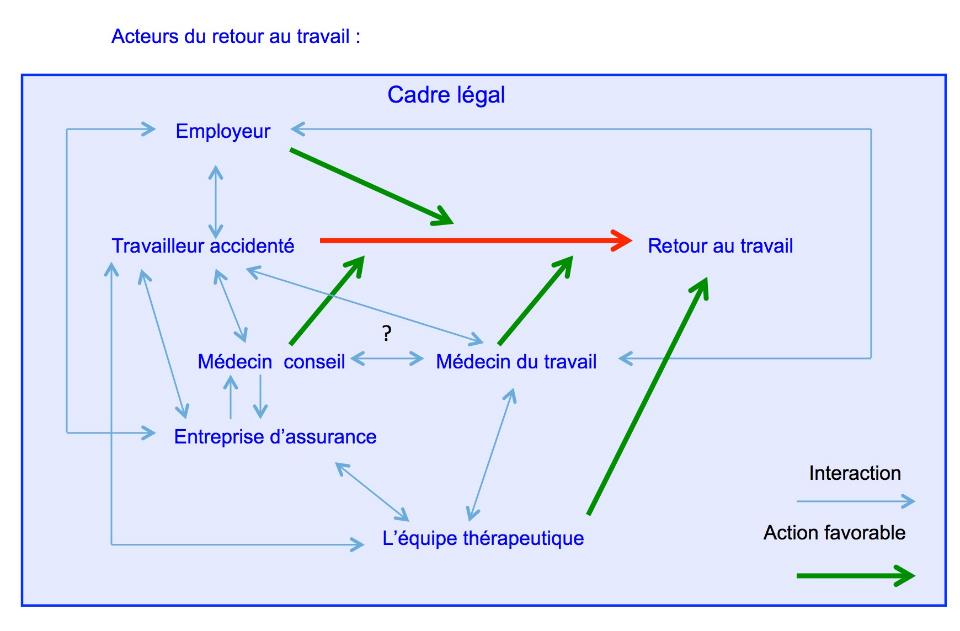 Acteurs du retour au travail :
Cadre légal
Employeur
Travailleur accidenté
Retour au travail
?
Médecin conseil
Médecin du travail
Entreprise d'assurance
Interaction
Action favorable
L'équipe thérapeutique